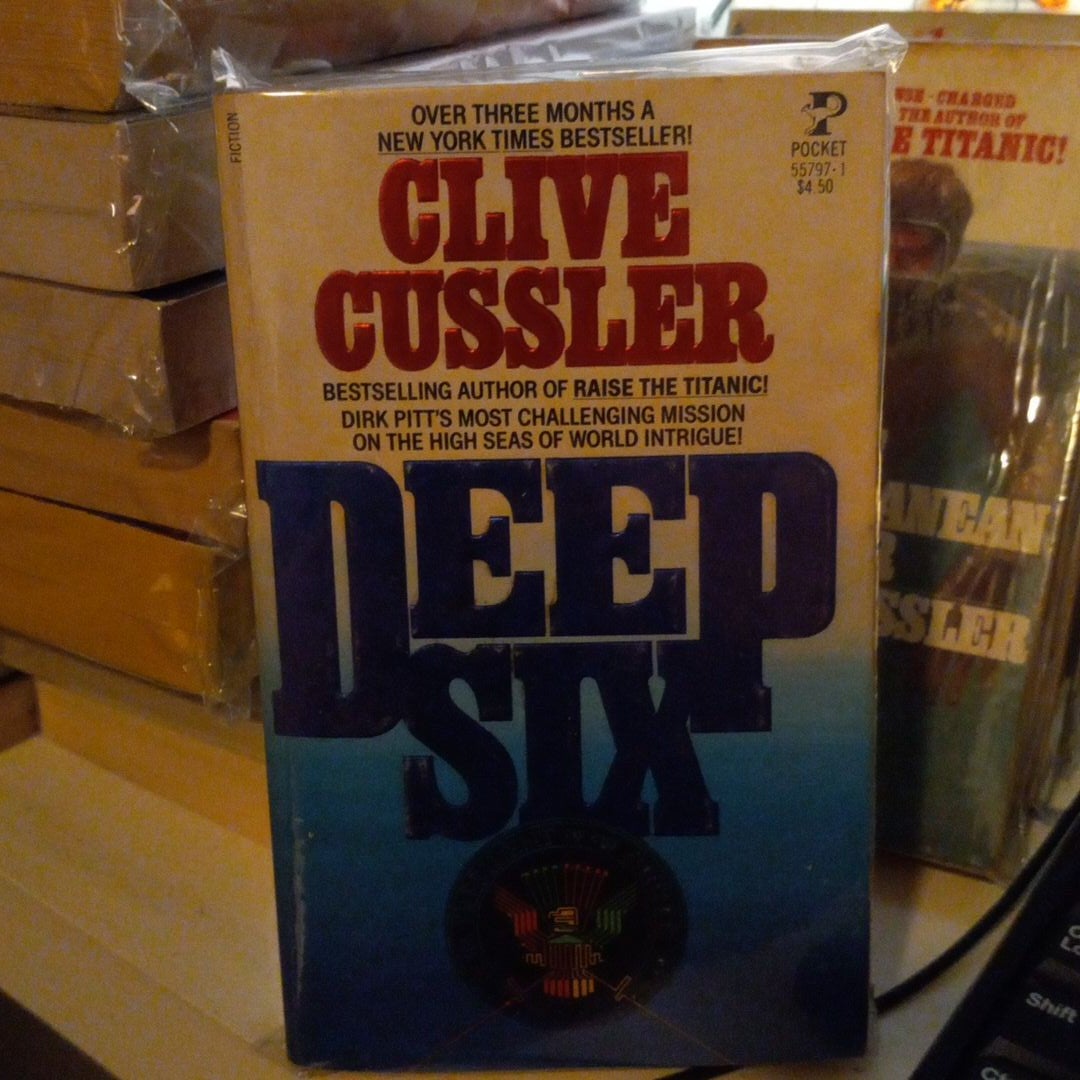 FICTION
OVER THREE MONTHS A
NEW YORK TIMES BESTSELLER!
POCKET
55797-1
$4.50
CLIVE
CUSSLER
BESTSELLING AUTHOR OF RAISE THE TITANIC!
DIRK PITT'S MOST CHALLENGING MISSION
ON THE HIGH SEAS OF WORLD INTRIGUE!
DEEP
SIX
CHARGED
THE AUTHOR OF
E TITANIC!
ANEAN
SSLER
Shift